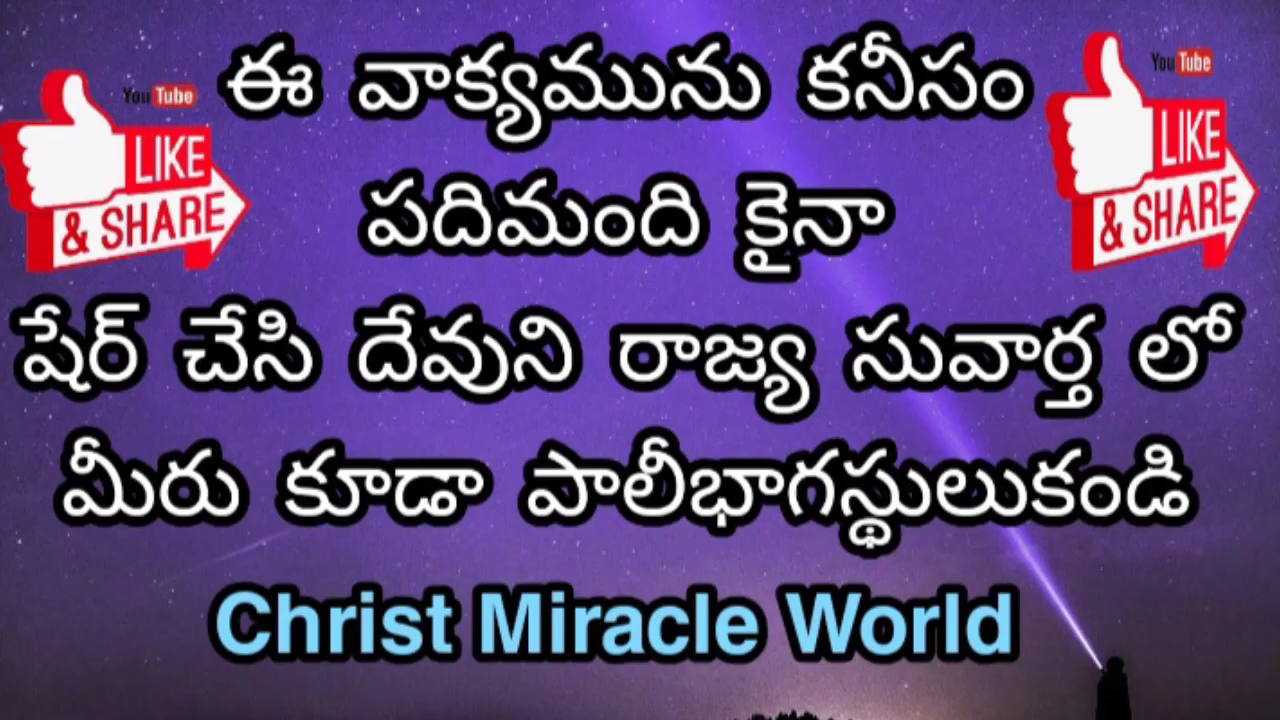 ఈ వాక్యమును కనీసం
పదిమంది కైనా
షేర్ చేసి దేవుని రాజ్య సువార్త లో
మీరు కూడా పాలీభాగస్థులుకండి
Christ Miracle World
YouTube
LIKE
& SHARE
YouTube
LIKE
& SHARE